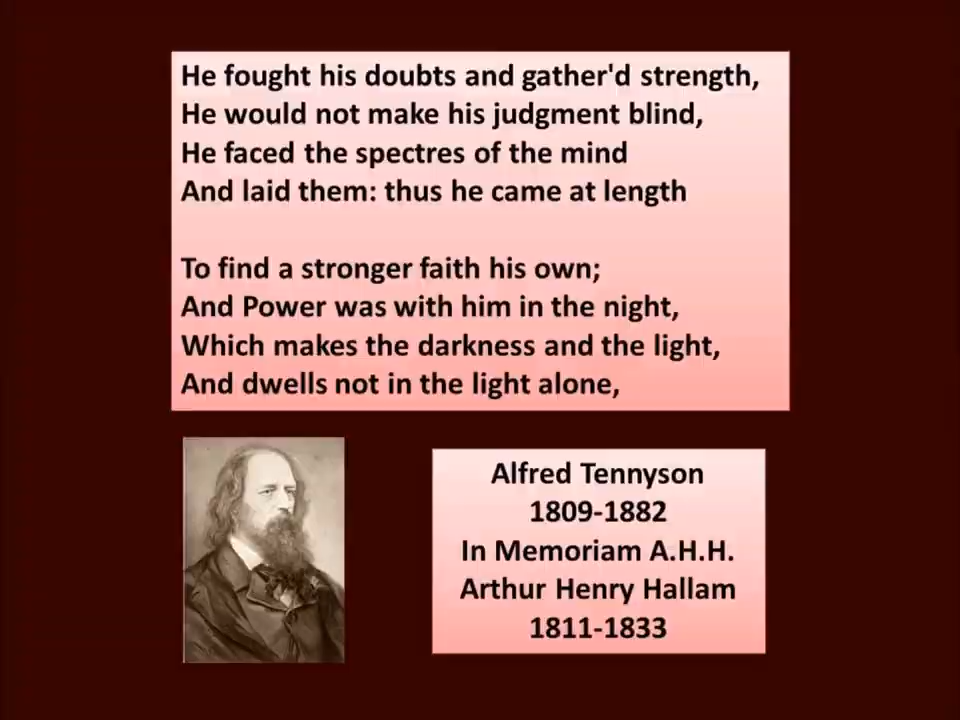 He fought his doubts and gather'd strength,
He would not make his judgment blind,
He faced the spectres of the mind
And laid them: thus he came at length
To find a stronger faith his own;
And Power was with him in the night,
Which makes the darkness and the light,
And dwells not in the light alone,
Alfred Tennyson
1809-1882
In Memoriam A.H.H.
Arthur Henry Hallam
1811-1833